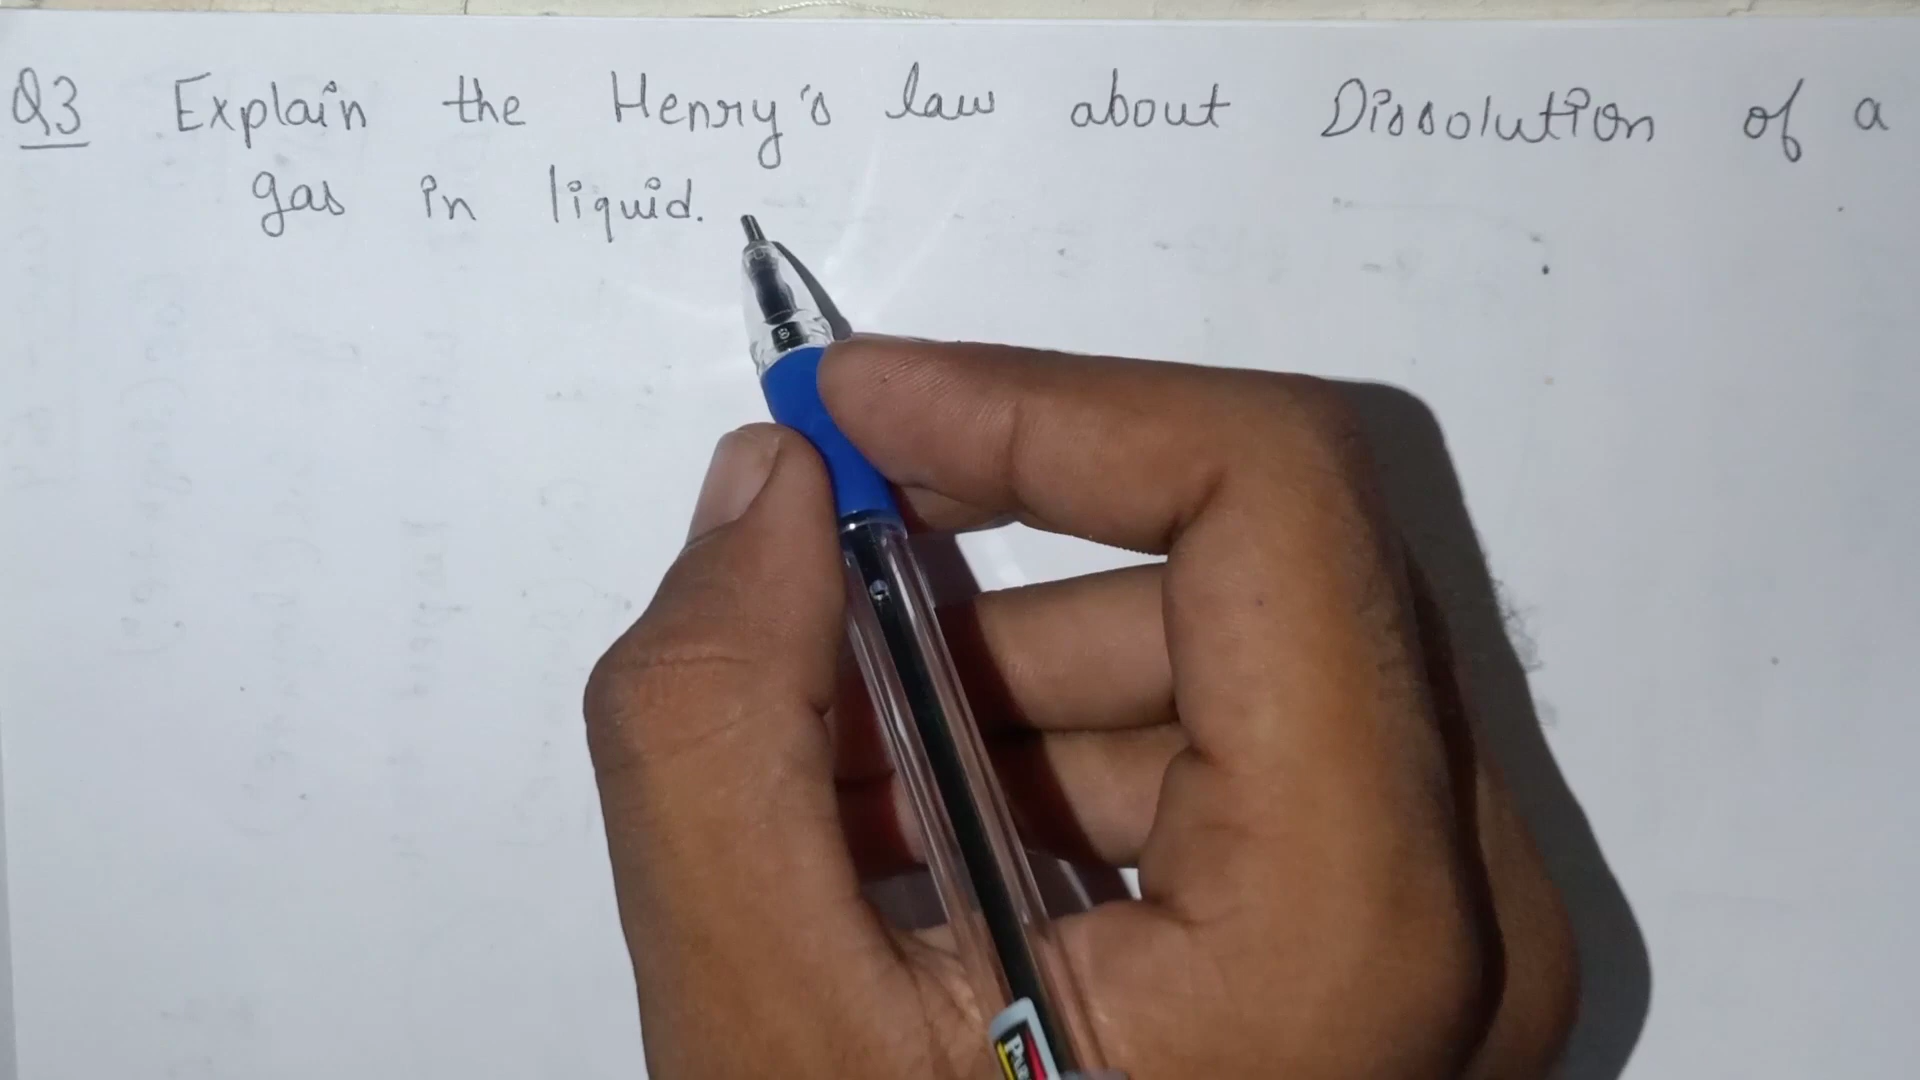 Q3 Explain the Henry's law about Dissolution of a
gas in liquid.